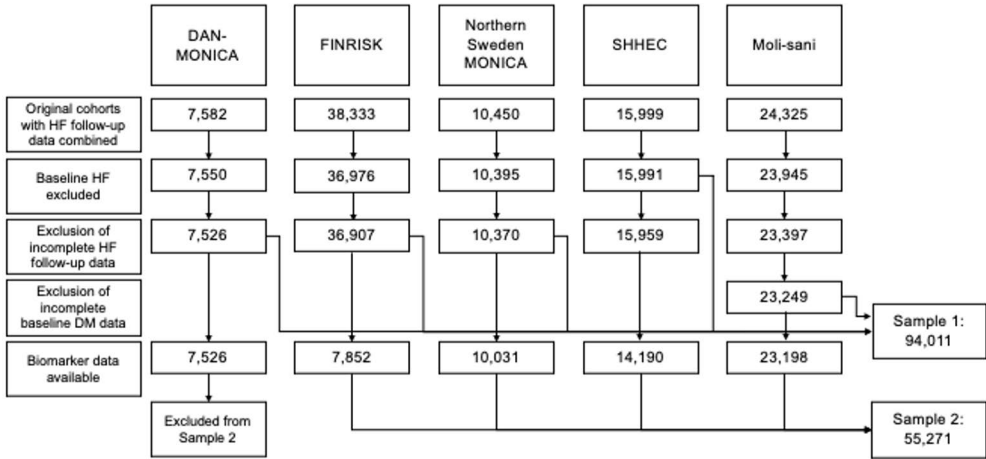 DAN-
MONICA
FINRISK
Northern
Sweden
MONICA
SHHEC
Moli-sani
Original cohorts
with HF follow-up
data combined
7,582
38,333
10,450
15,999
24,325
Baseline HF
excluded
7,550
36,976
10,395
15,991
23,945
Exclusion of
incomplete HF
follow-up data
7,526
36,907
10,370
15,959
23,397
Exclusion of
incomplete
baseline DM data
23,249
Sample 1:
94,011
Biomarker data
available
7,526
7,852
10,031
14,190
23,198
Excluded from
Sample 2
Sample 2:
55,271